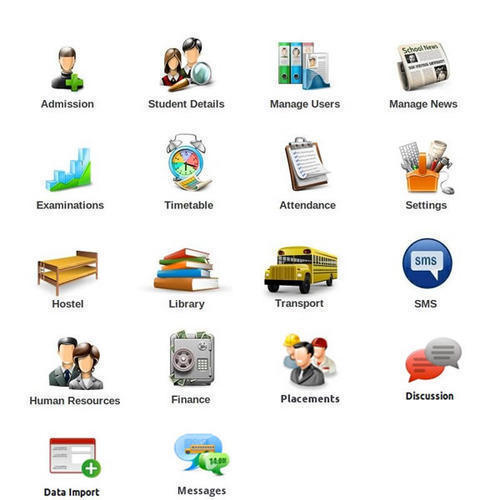 School News
Admission
Student Details
Manage Users
Manage News
Examinations
Timetable
Attendance
Settings
sms
Hostel
Library
Transport
SMS
Human Resources
Finance
Placements
Discussion
Data Import
Messages